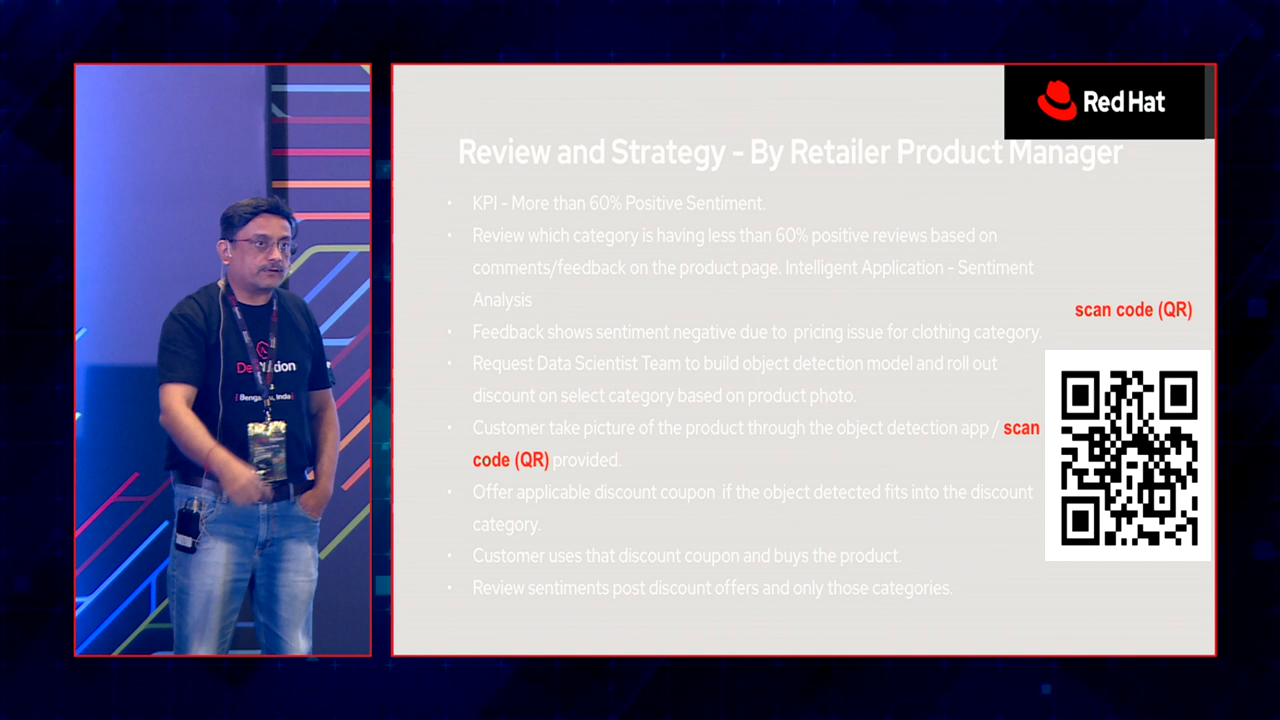 Red Hat
Review and Strategy - By Retailer Product Manager
• KPI - More than 60% Positive Sentiment.
• Review which category is having less than 60% positive reviews based on
comments/feedback on the product page. Intelligent Application - Sentiment
Analysis
• Feedback shows sentiment negative due to pricing issue for clothing category.
• Request Data Scientist Team to build object detection model and roll out
discount on select category based on product photo.
• Customer take picture of the product through the object detection app / scan
code (QR) provided.
• Offer applicable discount coupon if the object detected fits into the discount
category.
• Customer uses that discount coupon and buys the product.
• Review sentiments post discount offers and only those categories.
scan code (QR)